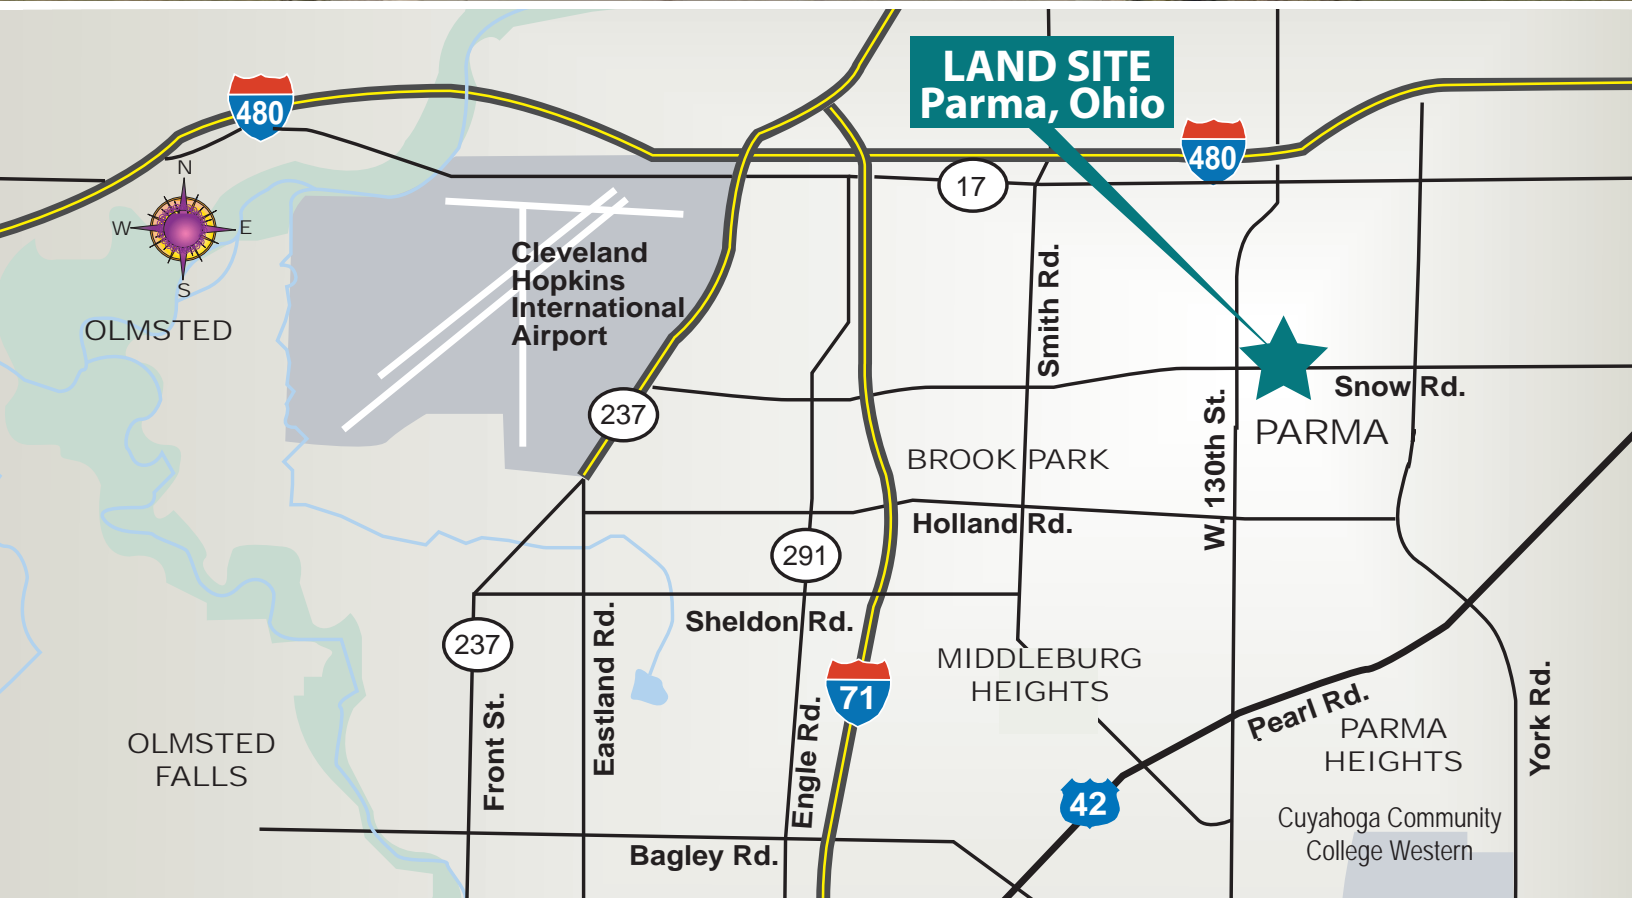 LAND SITE
Parma, Ohio
480
480
N
W
E
S
17
Cleveland
Hopkins
International
Airport
OLMSTED
Smith Rd.
237
Snow Rd.
W. 130th St.
PARMA
BROOK PARK
Holland Rd.
291
Sheldon Rd.
237
Eastland Rd.
MIDDLEBURG
HEIGHTS
71
Front St.
Engle Rd.
Pearl Rd.
York Rd.
PARMA
HEIGHTS
OLMSTED
FALLS
42
Cuyahoga Community
College Western
Bagley Rd.